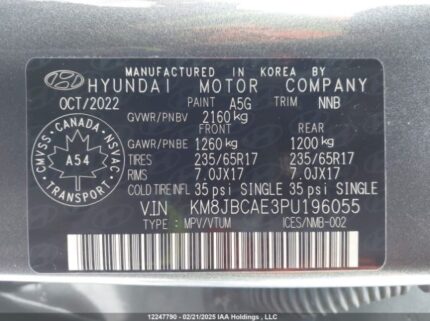 MANUFACTURED IN KOREA BY
HYUNDAI MOTOR COMPANY
OCT/2022 PAINT A5G TRIM NNB
GVWR/PNBV 2160 kg
FRONT REAR
GAWR/PNBE 1260 kg 1200 kg
TIRES 235/65R17 235/65R17
RIMS 7.0JX17 7.0JX17
COLD TIRE INFL 35 psi SINGLE 35 psi SINGLE
VIN KM8JBCAE3PU196055
TYPE : MPV/VTUM ICES/NMB-002
CMVSS · CANADA · NSVAC
A54
TRANSPORT
12247790 - 02/21/2025 IAA Holdings, LLC